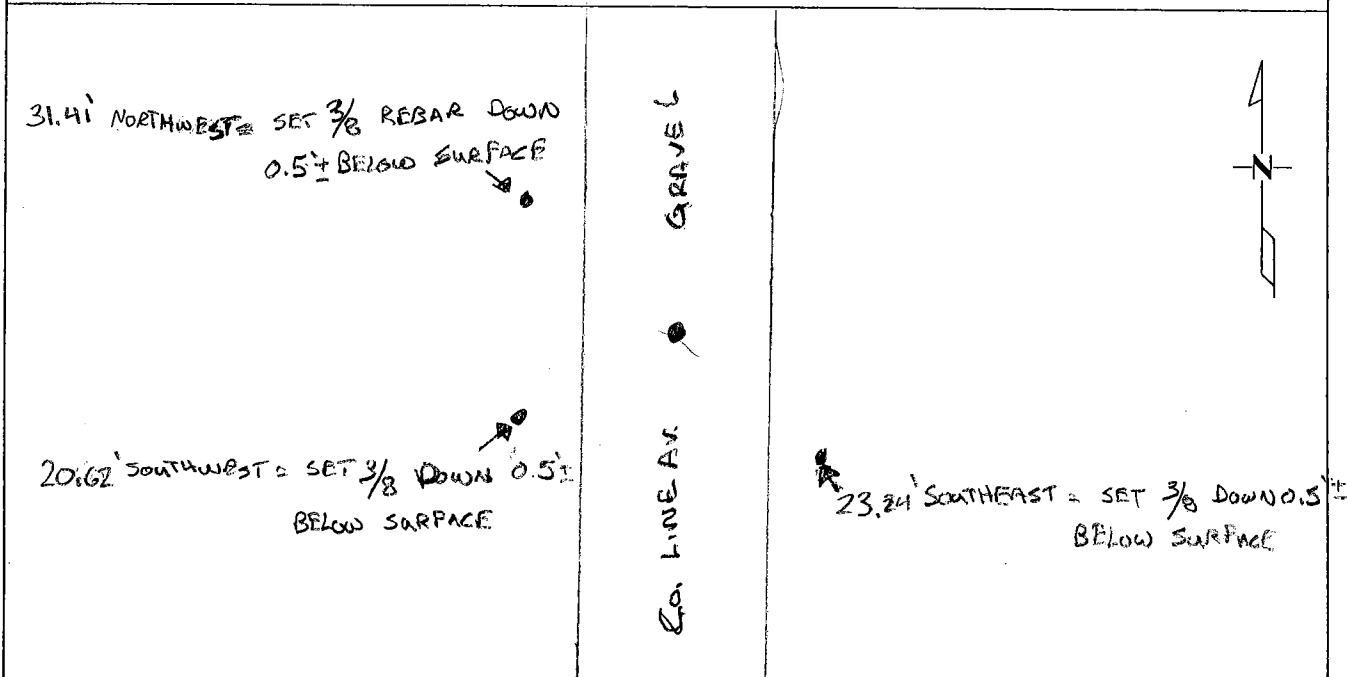 31.41' NORTHWEST = SET 3/8 REBAR DOWN
0.5'± BELOW SURFACE
GRAVEL
N
20.62' SOUTHWEST = SET 3/8 DOWN 0.5'±
BELOW SURFACE
Co. LINE AV.
23.24' SOUTHEAST = SET 3/8 DOWN 0.5'±
BELOW SURFACE